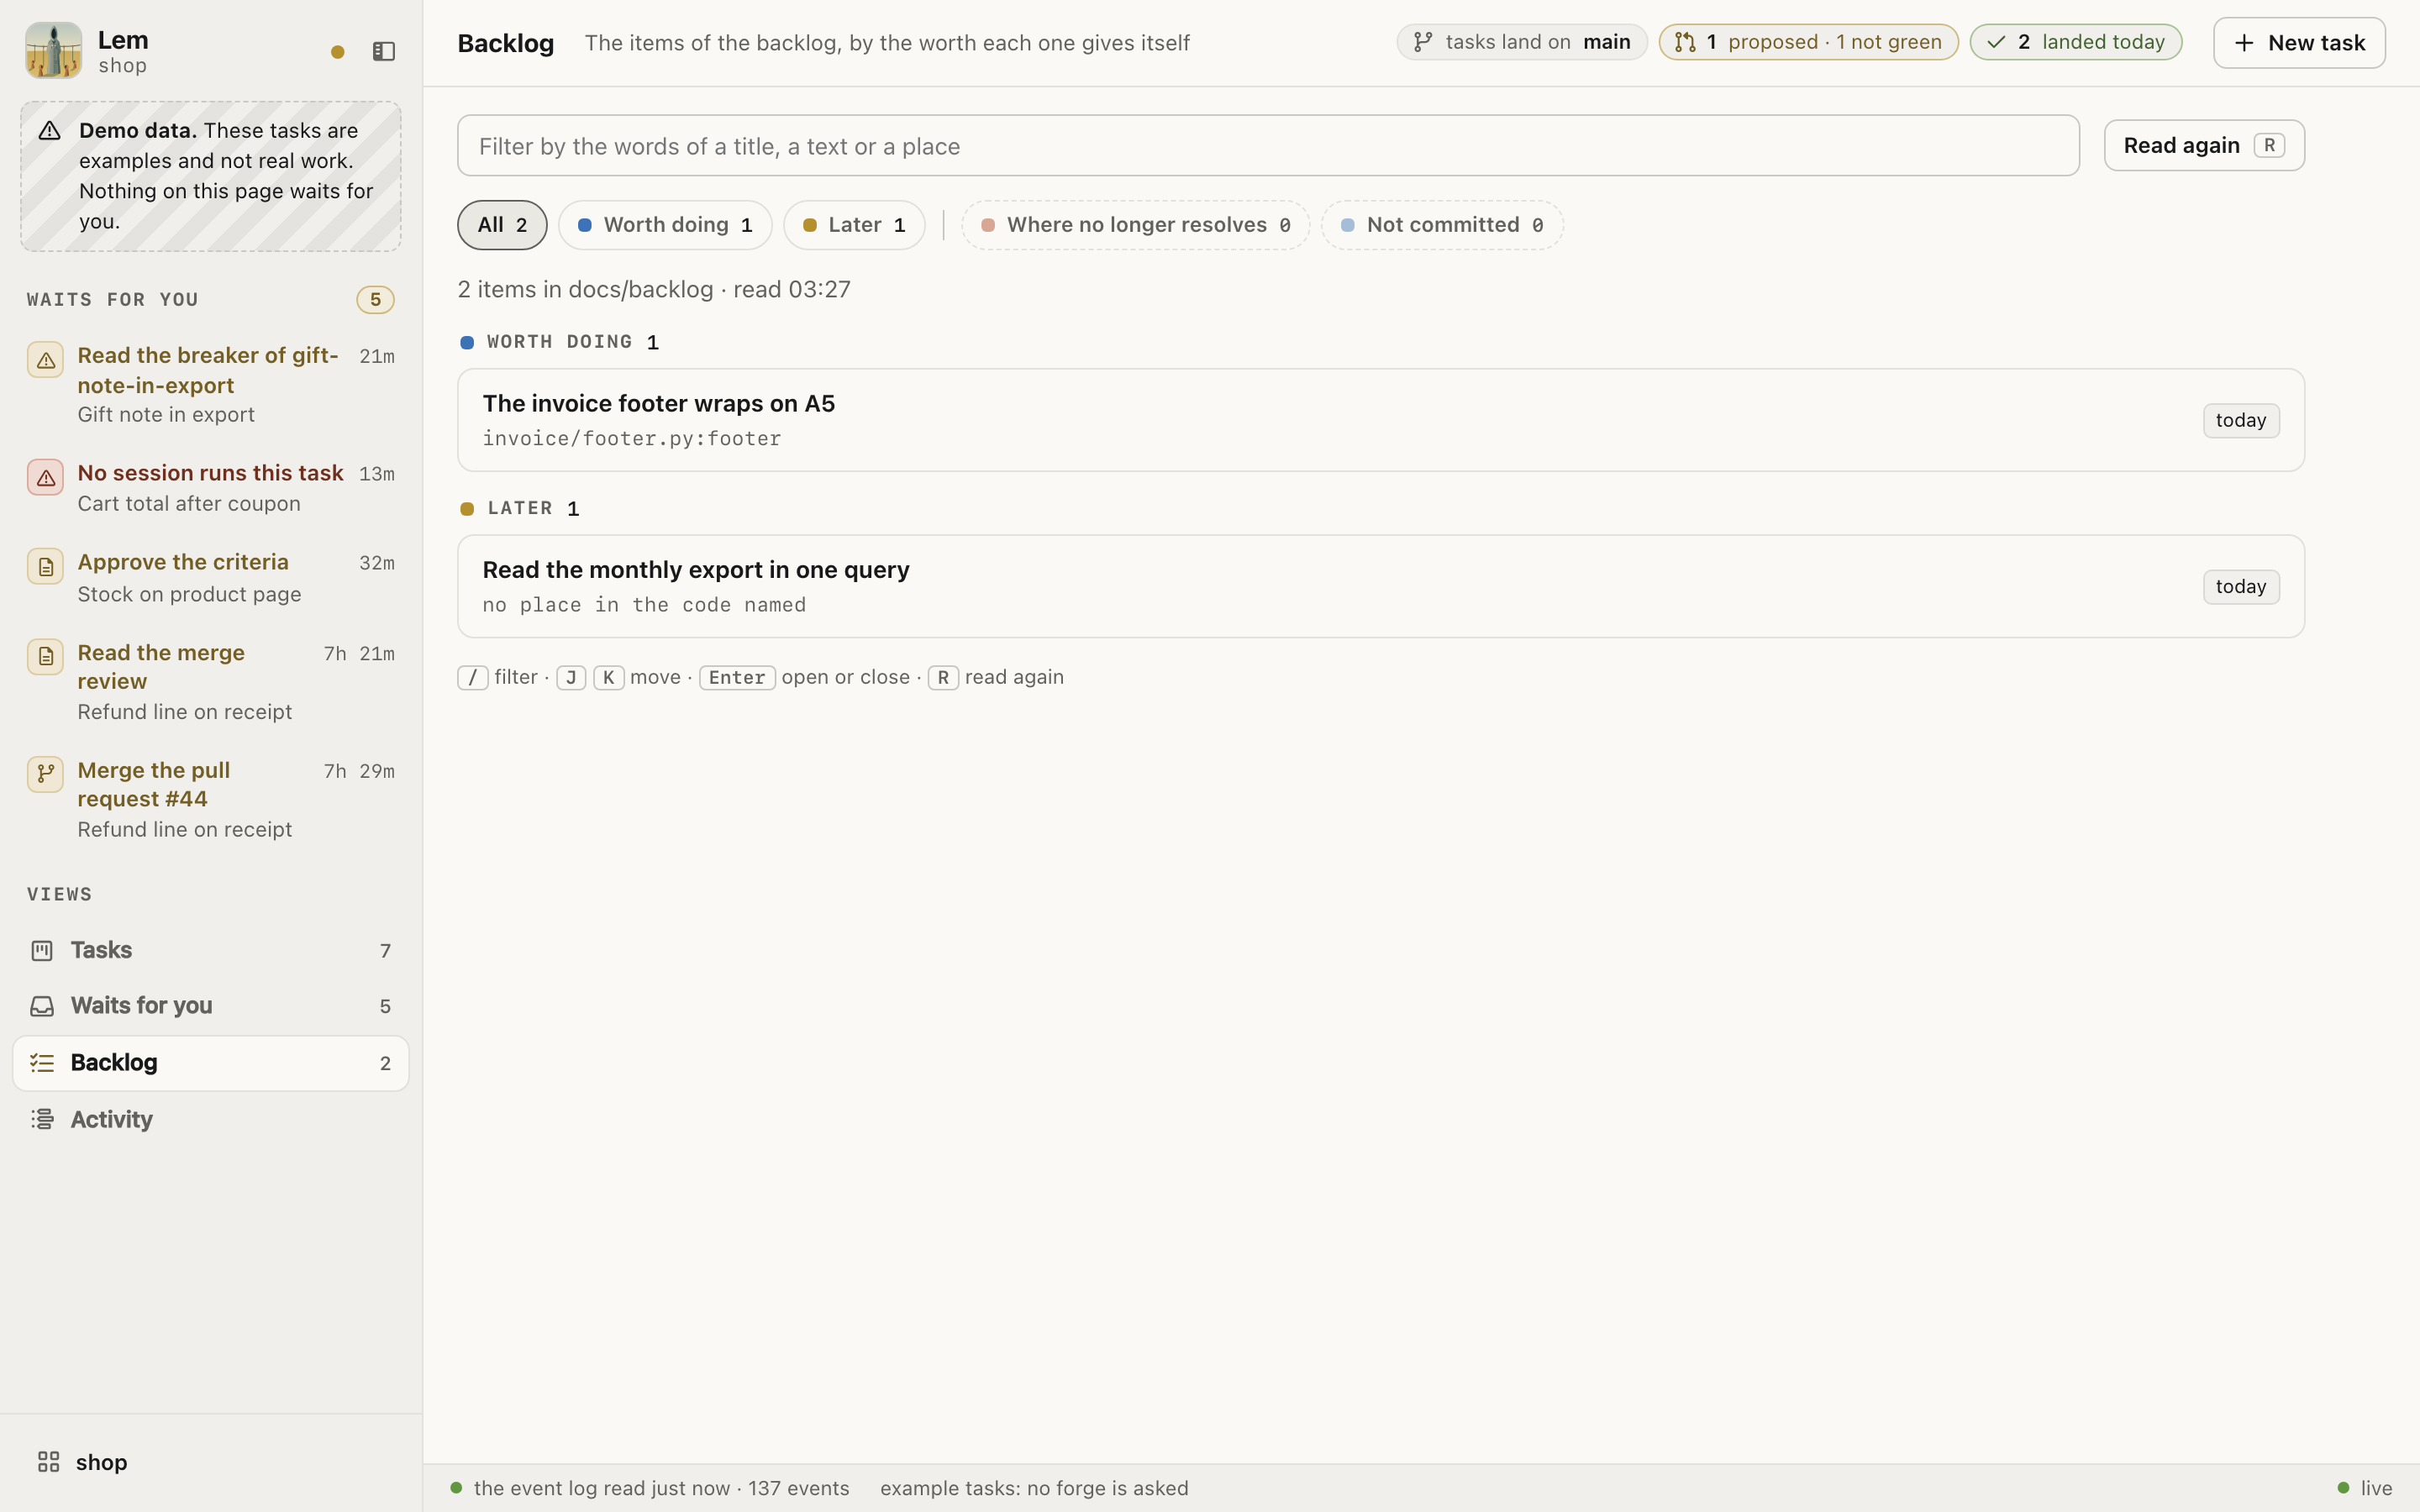 Lem
shop
Demo data. These tasks are
examples and not real work.
Nothing on this page waits for
you.
WAITS FOR YOU 5
Read the breaker of gift- 21m
note-in-export
Gift note in export
No session runs this task 13m
Cart total after coupon
Approve the criteria 32m
Stock on product page
Read the merge 7h 21m
review
Refund line on receipt
Merge the pull 7h 29m
request #44
Refund line on receipt
VIEWS
Tasks 7
Waits for you 5
Backlog 2
Activity
shop
Backlog The items of the backlog, by the worth each one gives itself tasks land on main 1 proposed · 1 not green 2 landed today + New task
Filter by the words of a title, a text or a place Read again R
All 2 Worth doing 1 Later 1 Where no longer resolves 0 Not committed 0
2 items in docs/backlog · read 03:27
WORTH DOING 1
The invoice footer wraps on A5
invoice/footer.py:footer
today
LATER 1
Read the monthly export in one query
no place in the code named
today
/ filter · J K move · Enter open or close · R read again
the event log read just now · 137 events example tasks: no forge is asked live